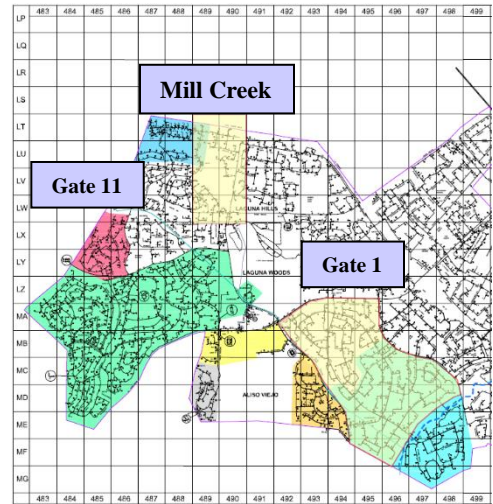 483 484 485 486 487 488 489 490 491 492 493 494 495 496 497 498 499
LP
LQ
LR
LS
Mill Creek
LT
LU
LV
Gate 11
LW
LAGUNA HILLS
LX
LY
Gate 1
LAGUNA WOODS
LZ
MA
MB
MC
MD
ALISO VIEJO
ME
MF
MG
483 484 485 486 487 488 489 490 491 492 493 494 495 496 497 498 499